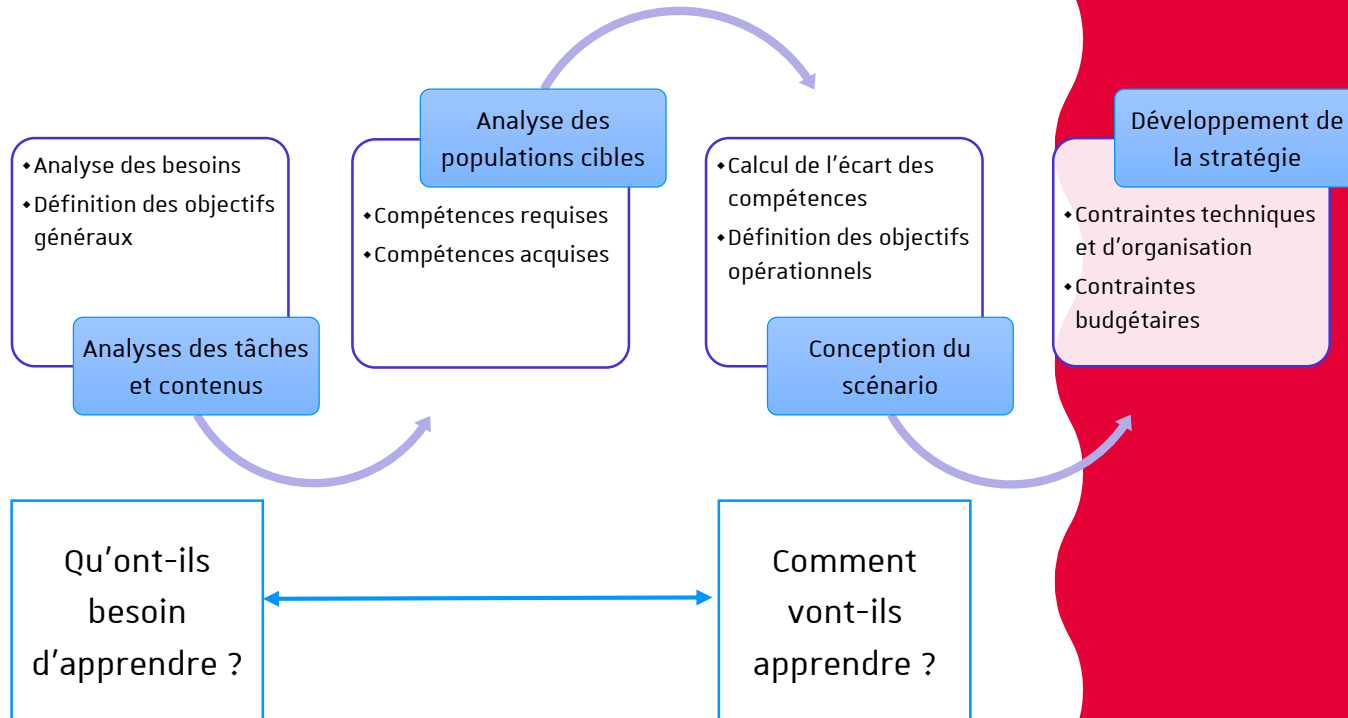 ◆Analyse des besoins
◆Définition des objectifs
généraux
Analyses des tâches
et contenus
Analyse des
populations cibles
◆Compétences requises
◆Compétences acquises
◆Calcul de l’écart des
compétences
◆Définition des objectifs
opérationnels
Conception du
scénario
Développement de
la stratégie
◆Contraintes techniques
et d’organisation
◆Contraintes
budgétaires
Qu’ont-ils
besoin
d’apprendre ?
Comment
vont-ils
apprendre ?